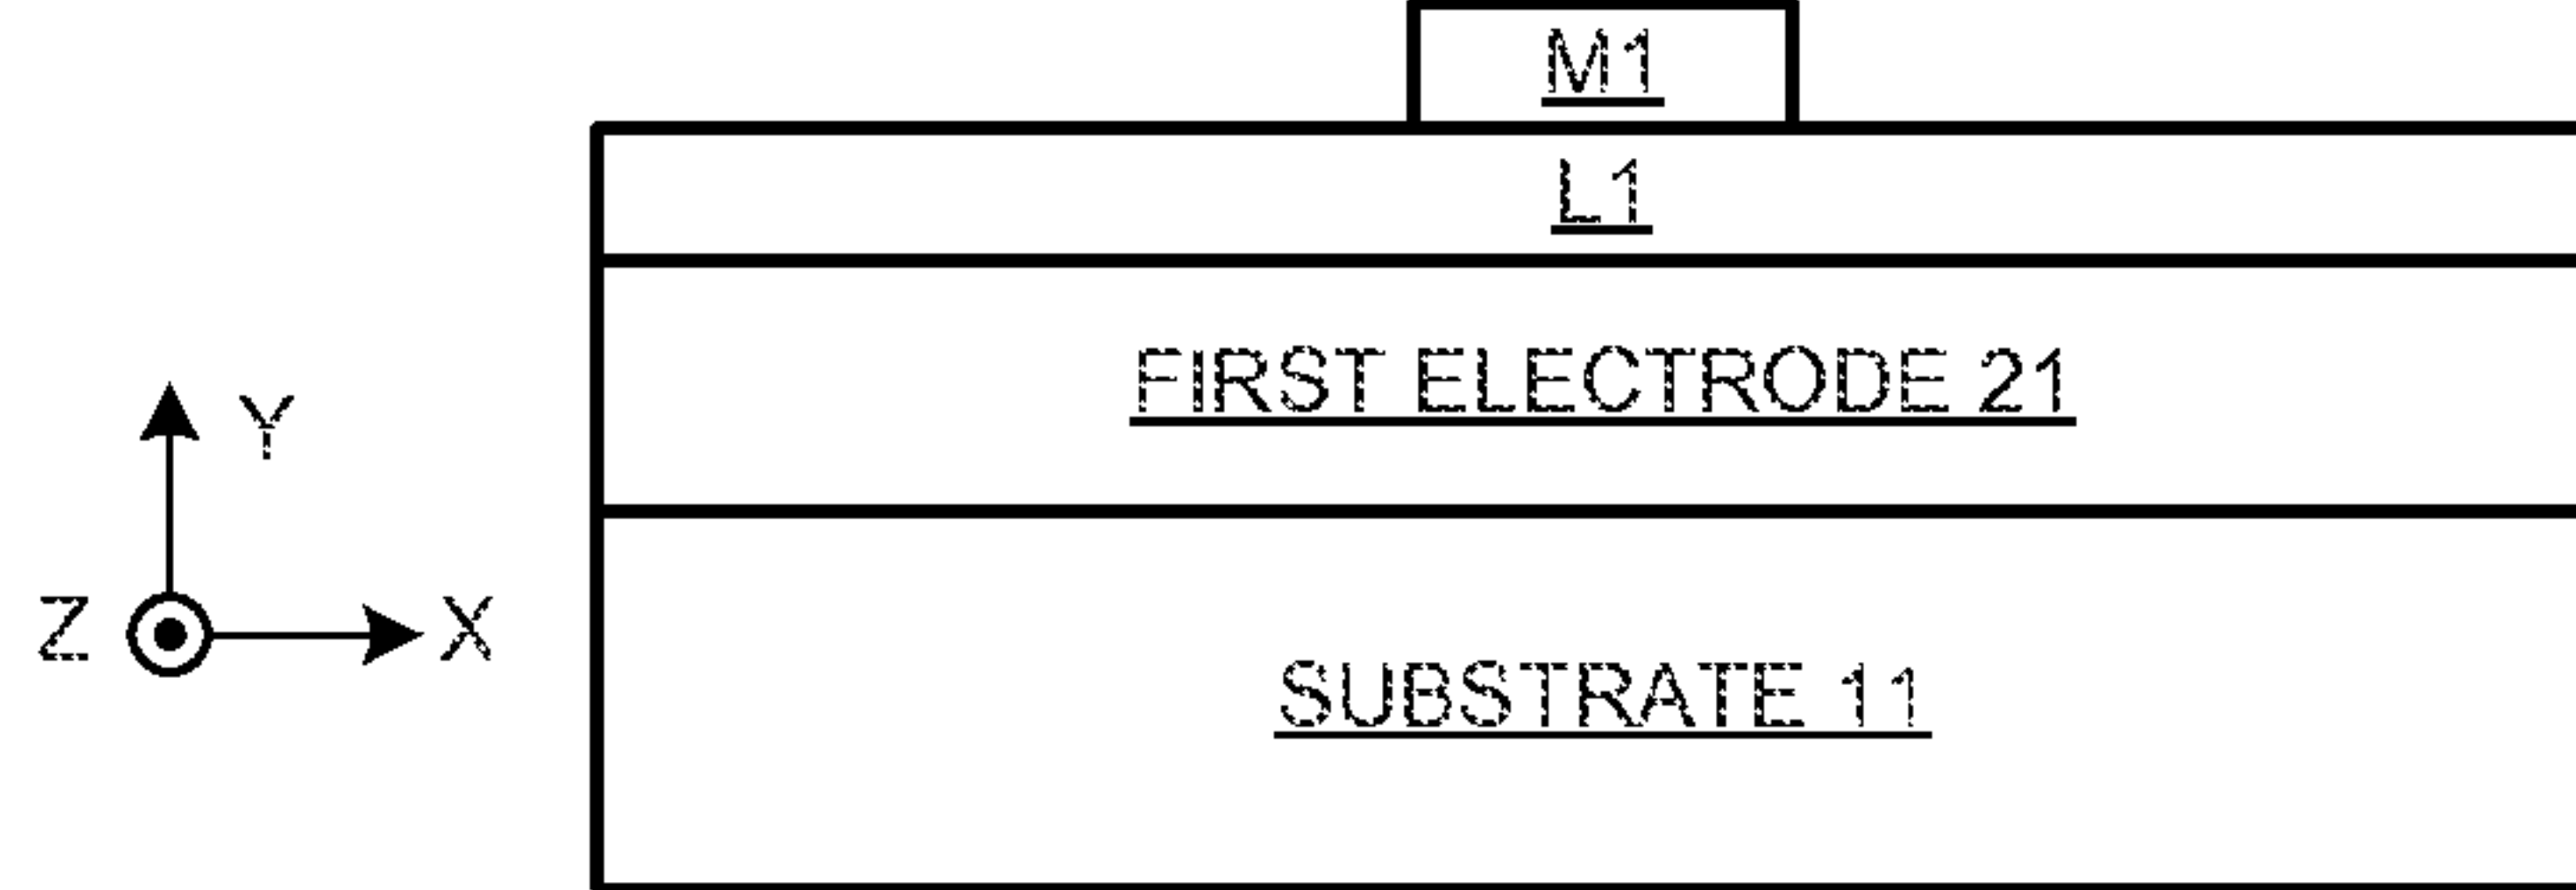 M1
L1
FIRST ELECTRODE 21
Y
Z X
SUBSTRATE 11